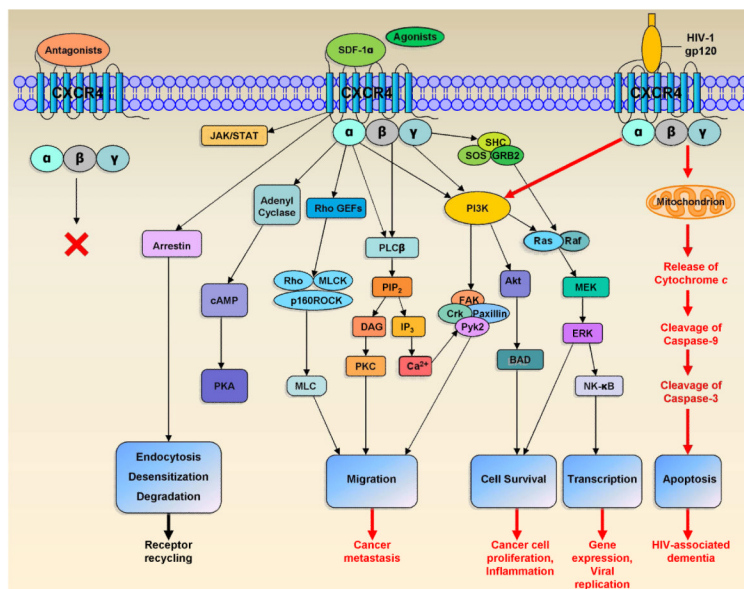 Antagonists
CXCR4
SDF-1α
Agonists
CXCR4
HIV-1
gp120
CXCR4
α β γ
JAK/STAT
α β γ
SHC
SOS GRB2
α β γ
Arrestin
Adenyl
Cyclase
Rho GEFs
PLCβ
PI3K
Ras Raf
Mitochondrion
cAMP
Rho MLCK
p160ROCK
PIP2
DAG IP3
FAK
Crk Paxillin
Pyk2
Akt
MEK
ERK
Release of
Cytochrome c
Cleavage of
Caspase-9
PKA
MLC
PKC
Ca2+
BAD
NK-κB
Cleavage of
Caspase-3
Endocytosis
Desensitization
Degradation
Migration
Cell Survival
Transcription
Apoptosis
Receptor
recycling
Cancer
metastasis
Cancer cell
proliferation,
Inflammation
Gene
expression,
Viral
replication
HIV-associated
dementia